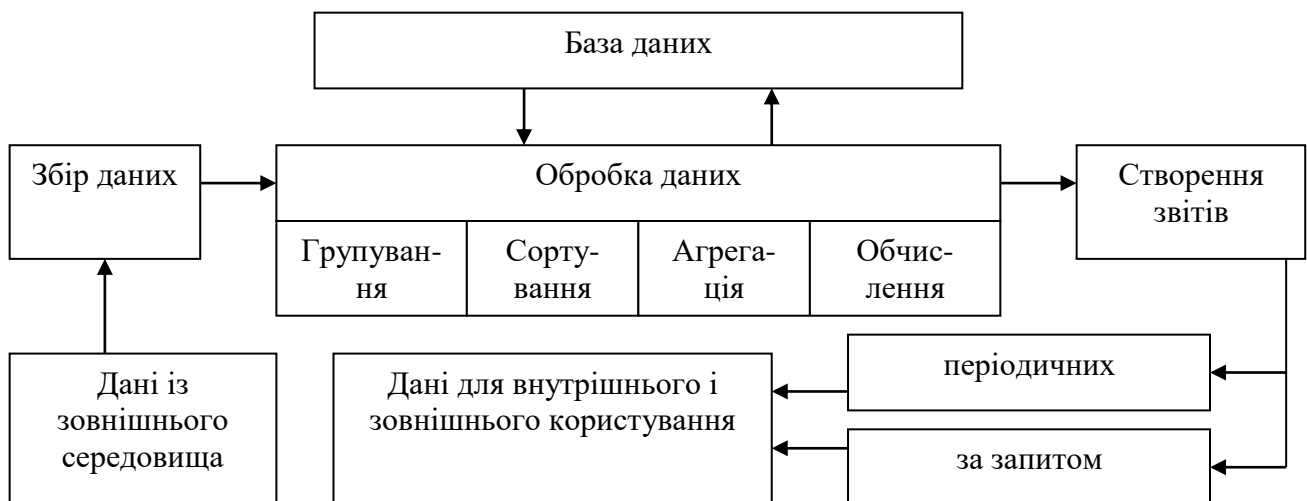 База даних
Збір даних
Обробка даних
Створення
звітів
Групуван-
ня
Сорту-
вання
Агрега-
ція
Обчис-
лення
Дані із
зовнішнього
середовища
Дані для внутрішнього і
зовнішнього користування
періодичних
за запитом